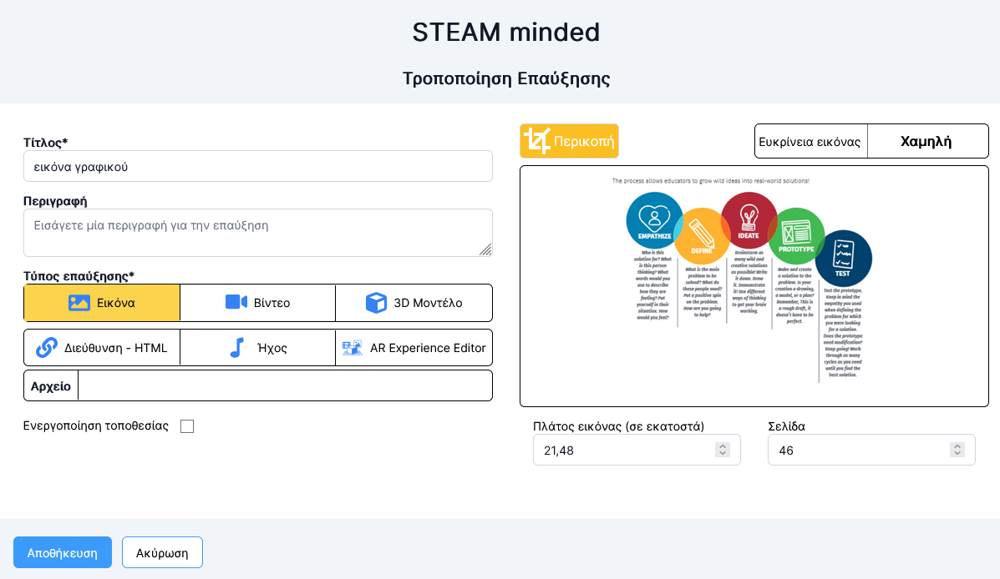 STEAM minded
Τροποποίηση Επαύξησης
Τίτλος*
εικόνα γραφικού
Περιγραφή
Εισάγετε μία περιγραφή για την επαύξηση
Τύπος επαύξησης*
Εικόνα
Βίντεο
3D Μοντέλο
Διεύθυνση - HTML
Ήχος
AR Experience Editor
Αρχείο
Ενεργοποίηση τοποθεσίας
Περικοπή
Ευκρίνεια εικόνας
Χαμηλή
The process allows educators to grow wild ideas into real-world solutions!
EMPATHIZE
Who is this
solution for? What
is this person
thinking? What
words would you
use to describe
how they are
feeling? Put
yourself in their
situation. How
would you feel?
DEFINE
What is the main
problem to be
solved? What do
these people need?
Put a positive spin
on the problem.
How are you going
to help?
IDEATE
Brainstorm as
many wild and
creative solutions
as possible! Write
it down. Draw
it. Demonstrate
it! Use different
ways of thinking
to get your brain
working.
PROTOTYPE
Make and create
a solution to the
problem. Is your
creation a drawing,
a model, or a plan?
Remember, This is
a rough draft, it
doesn't have to be
perfect.
TEST
Test the prototype.
Keep in mind the
empathy you used
when defining the
problem for which
you were looking
for a solution.
Does the prototype
need modification?
Keep going! Work
through as many
cycles as you need
until you find the
best solution.
Πλάτος εικόνας (σε εκατοστά)
21,48
Σελίδα
46
Αποθήκευση
Ακύρωση